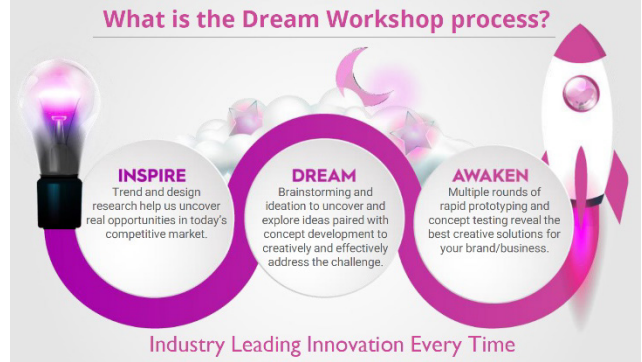 What is the Dream Workshop process?
INSPIRE
Trend and design
research help us uncover
real opportunities in today's
competitive market.
DREAM
Brainstorming and
ideation to uncover and
explore ideas paired with
concept development to
creatively and effectively
address the challenge.
AWAKEN
Multiple rounds of
rapid prototyping and
concept testing reveal the
best creative solutions for
your brand/business.
Industry Leading Innovation Every Time